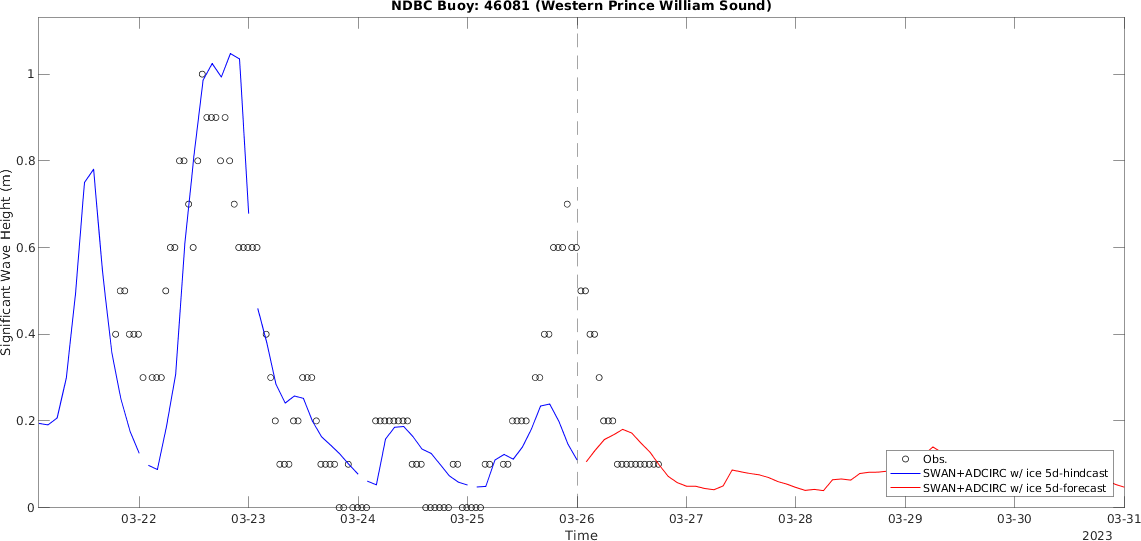 NDBC Buoy: 46081 (Western Prince William Sound)
Significant Wave Height (m)
1
0.8
0.6
0.4
0.2
0
03-22
03-23
03-24
03-25
03-26
03-27
03-28
03-29
03-30
03-31
Time
2023
Obs.
SWAN+ADCIRC w/ ice 5d-hindcast
SWAN+ADCIRC w/ ice 5d-forecast